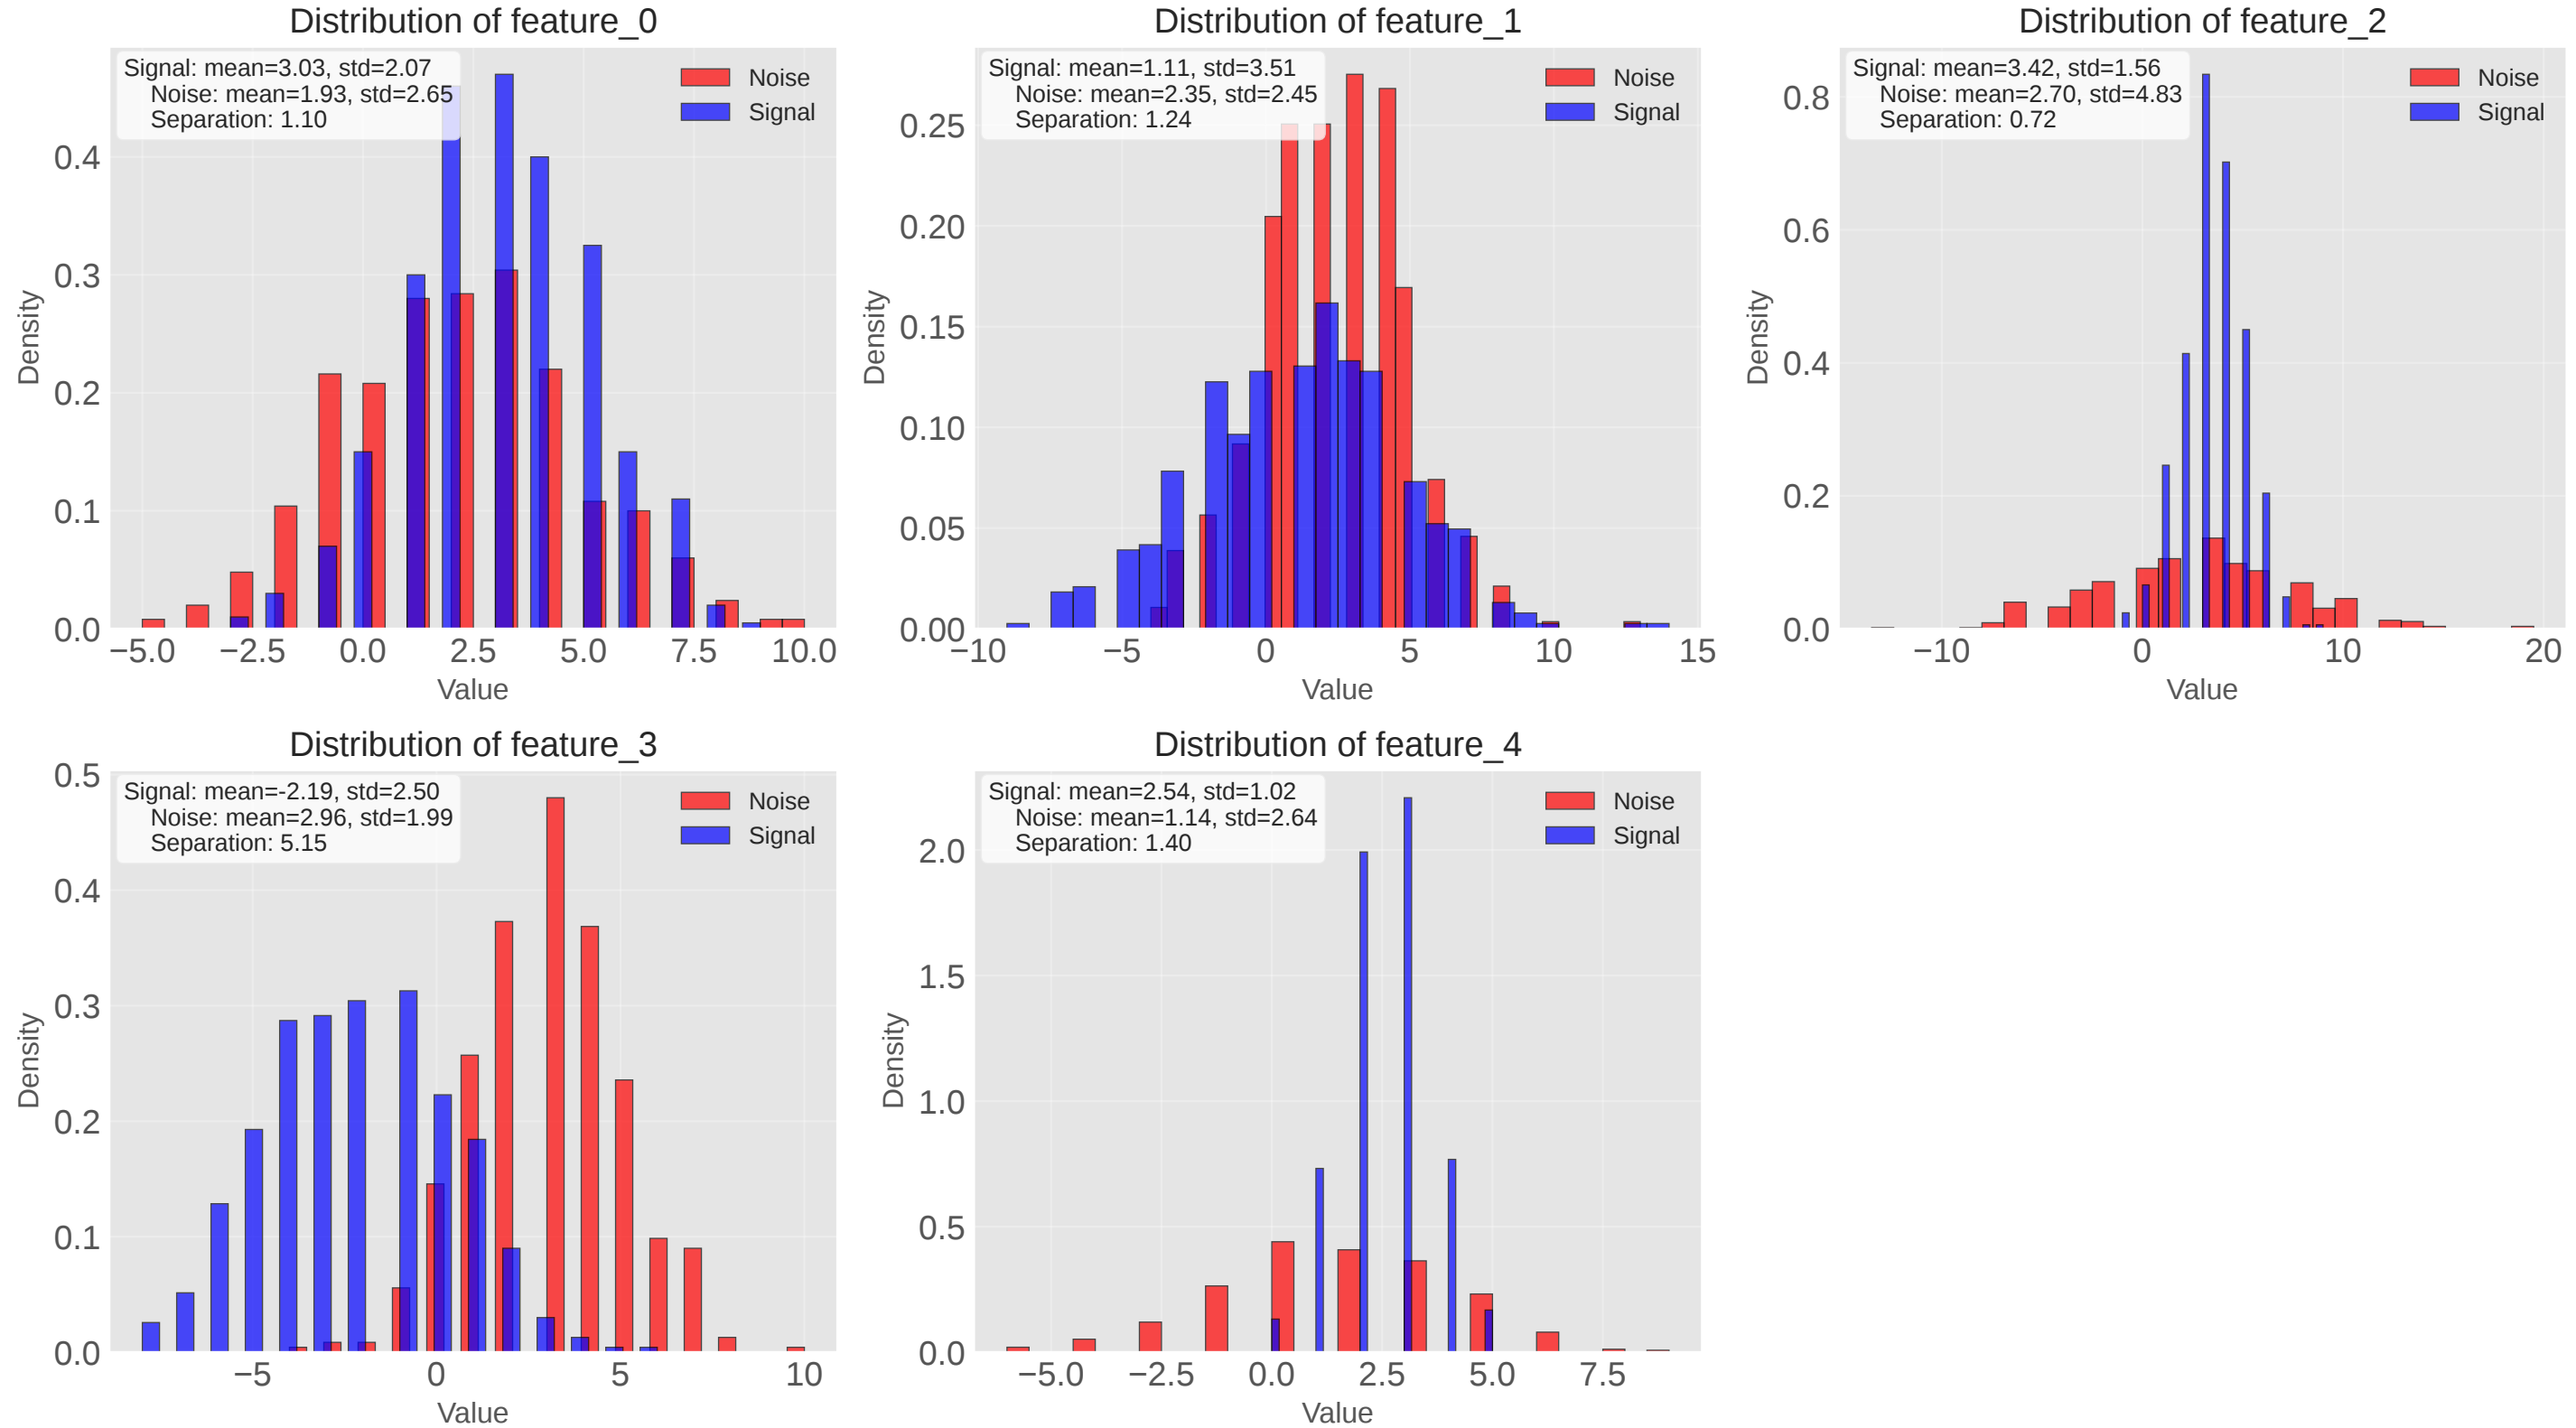 Distribution of feature_0
Signal: mean=3.03, std=2.07
Noise: mean=1.93, std=2.65
Separation: 1.10
Noise
Signal
Density
0.4
0.3
0.2
0.1
0.0
−5.0 −2.5 0.0 2.5 5.0 7.5 10.0
Value
Distribution of feature_1
Signal: mean=1.11, std=3.51
Noise: mean=2.35, std=2.45
Separation: 1.24
Noise
Signal
Density
0.25
0.20
0.15
0.10
0.05
0.00
−10 −5 0 5 10 15
Value
Distribution of feature_2
Signal: mean=3.42, std=1.56
Noise: mean=2.70, std=4.83
Separation: 0.72
Noise
Signal
Density
0.8
0.6
0.4
0.2
0.0
−10 0 10 20
Value
Distribution of feature_3
Signal: mean=-2.19, std=2.50
Noise: mean=2.96, std=1.99
Separation: 5.15
Noise
Signal
Density
0.5
0.4
0.3
0.2
0.1
0.0
−5 0 5 10
Value
Distribution of feature_4
Signal: mean=2.54, std=1.02
Noise: mean=1.14, std=2.64
Separation: 1.40
Noise
Signal
Density
2.0
1.5
1.0
0.5
0.0
−5.0 −2.5 0.0 2.5 5.0 7.5
Value